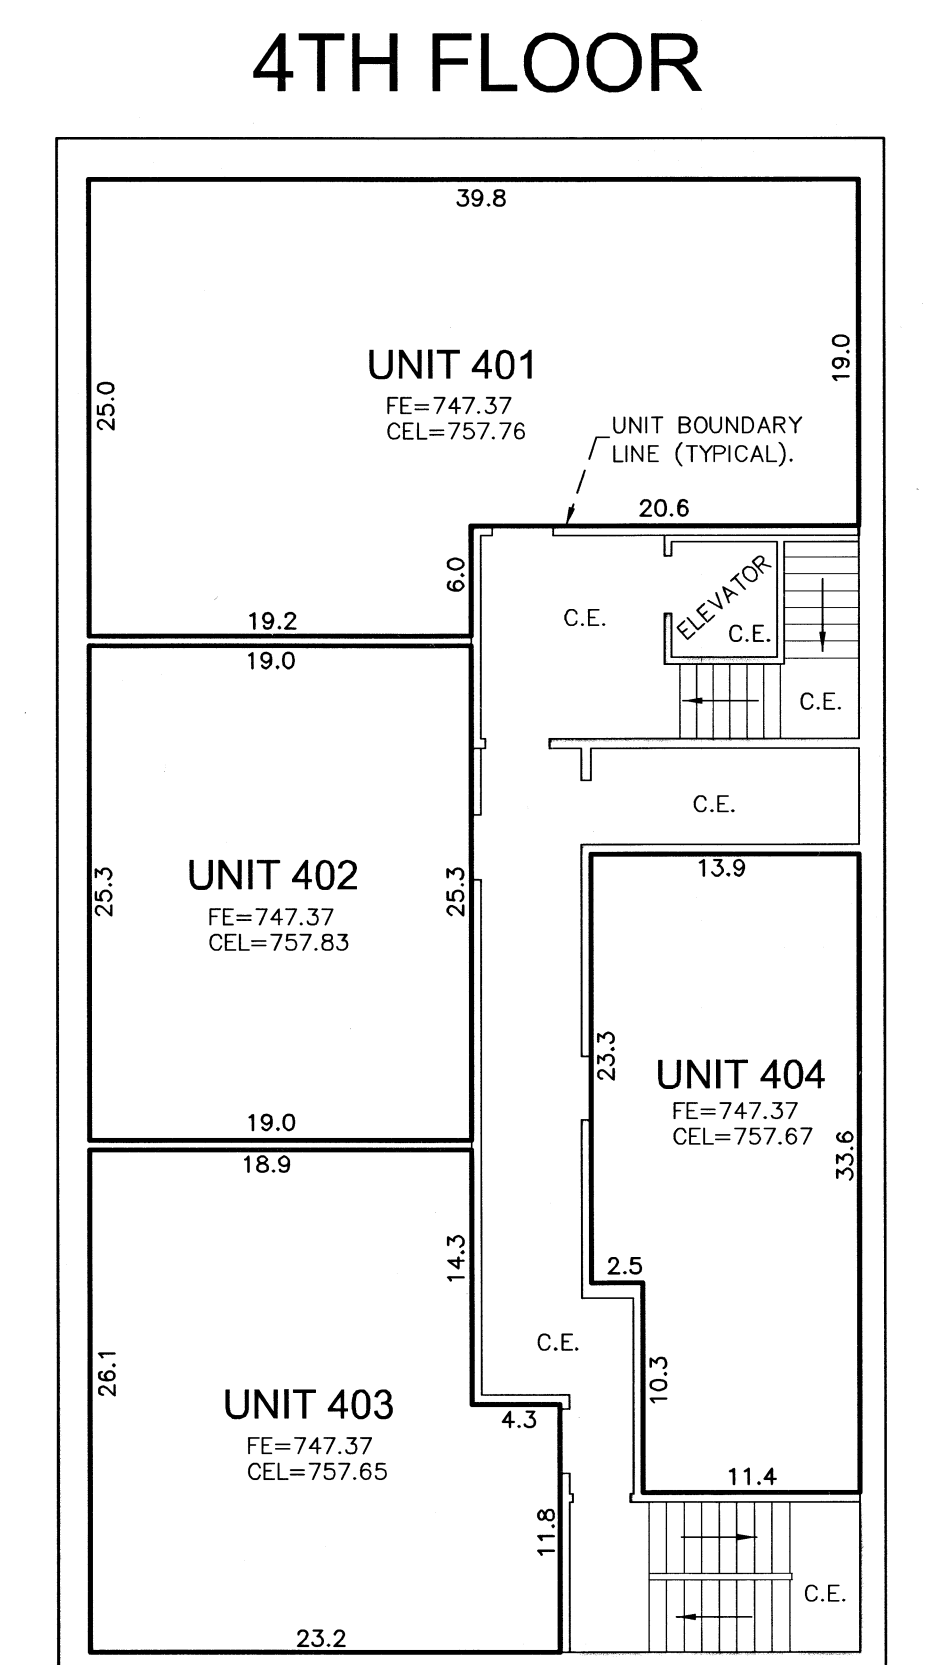 4TH FLOOR
39.8
UNIT 401
FE=747.37
CEL=757.76
25.0
19.0
UNIT BOUNDARY
LINE (TYPICAL).
20.6
6.0
19.2
C.E.
ELEVATOR
C.E.
C.E.
19.0
C.E.
UNIT 402
FE=747.37
CEL=757.83
25.3
25.3
19.0
13.9
23.3
UNIT 404
FE=747.37
CEL=757.67
33.6
2.5
10.3
11.4
18.9
14.3
26.1
UNIT 403
FE=747.37
CEL=757.65
C.E.
4.3
11.8
23.2
C.E.